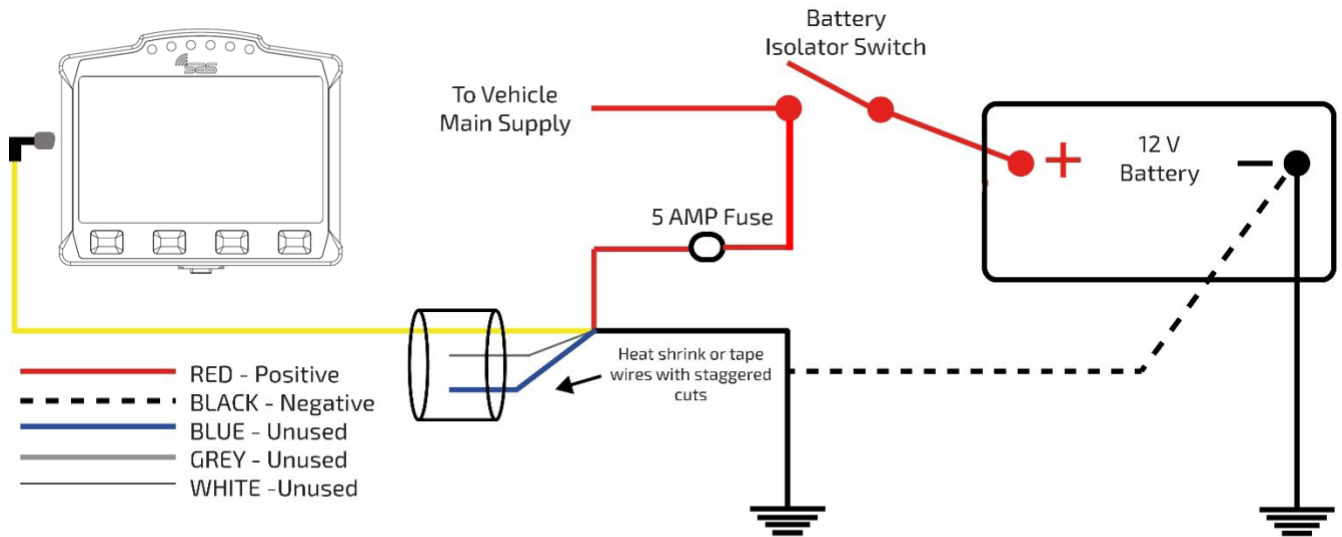 Battery
Isolator Switch
To Vehicle
Main Supply
12 V
Battery
5 AMP Fuse
sas
Heat shrink or tape
wires with staggered
cuts
RED - Positive
BLACK - Negative
BLUE - Unused
GREY - Unused
WHITE -Unused